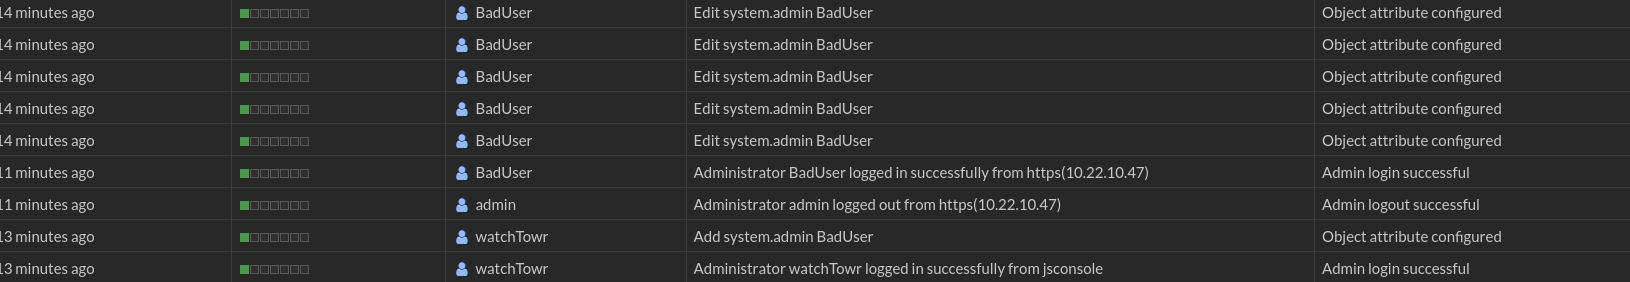 14 minutes ago BadUser Edit system.admin BadUser Object attribute configured
14 minutes ago BadUser Edit system.admin BadUser Object attribute configured
14 minutes ago BadUser Edit system.admin BadUser Object attribute configured
14 minutes ago BadUser Edit system.admin BadUser Object attribute configured
14 minutes ago BadUser Edit system.admin BadUser Object attribute configured
11 minutes ago BadUser Administrator BadUser logged in successfully from https(10.22.10.47) Admin login successful
11 minutes ago admin Administrator admin logged out from https(10.22.10.47) Admin logout successful
13 minutes ago watchTowr Add system.admin BadUser Object attribute configured
13 minutes ago watchTowr Administrator watchTowr logged in successfully from jsconsole Admin login successful